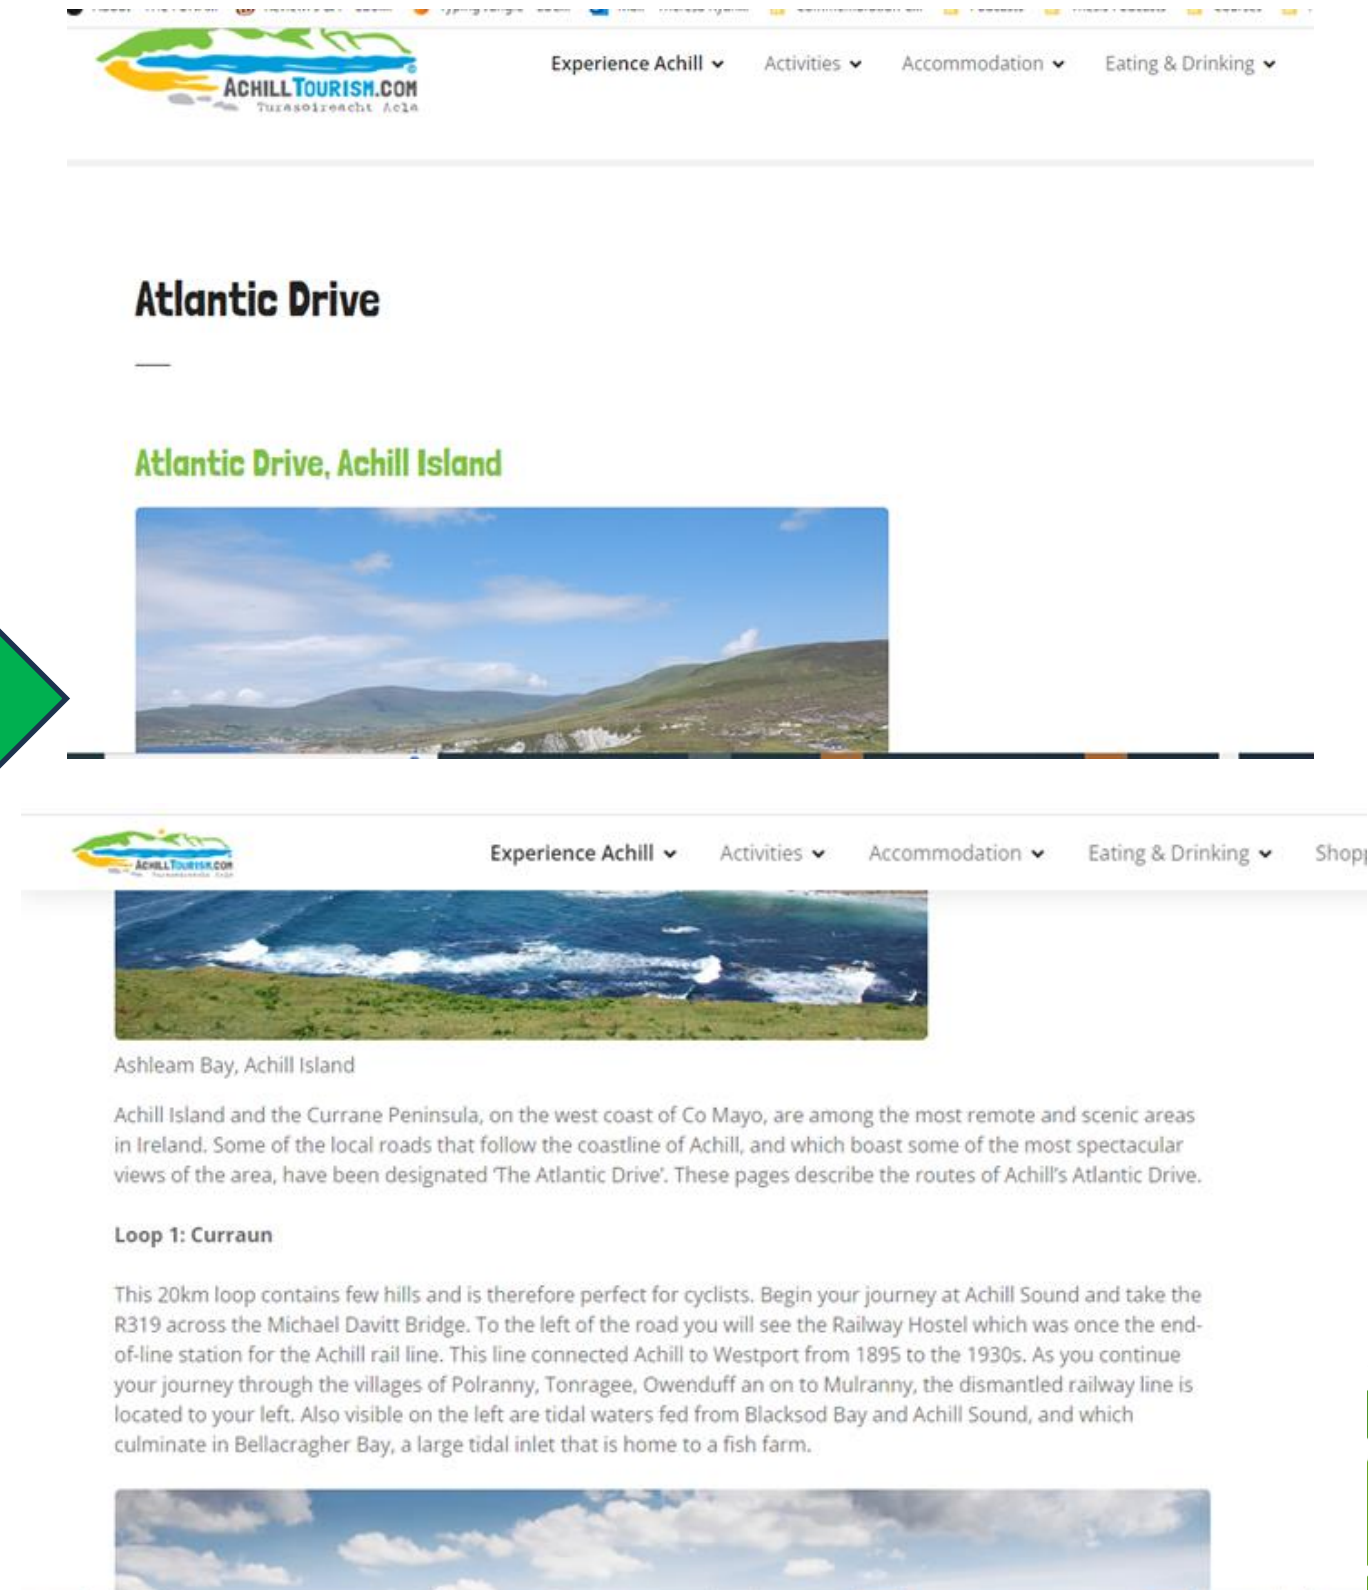 ACHILLTOURISM.COM
Turasoireacht Acla
Experience Achill
Activities
Accommodation
Eating & Drinking
Atlantic Drive
Atlantic Drive, Achill Island
ACHILLTOURISM.COM
Turasoireacht Acla
Experience Achill
Activities
Accommodation
Eating & Drinking
Shopp
Ashleam Bay, Achill Island
Achill Island and the Currane Peninsula, on the west coast of Co Mayo, are among the most remote and scenic areas
in Ireland. Some of the local roads that follow the coastline of Achill, and which boast some of the most spectacular
views of the area, have been designated ‘The Atlantic Drive’. These pages describe the routes of Achill’s Atlantic Drive.
Loop 1: Curraun
This 20km loop contains few hills and is therefore perfect for cyclists. Begin your journey at Achill Sound and take the
R319 across the Michael Davitt Bridge. To the left of the road you will see the Railway Hostel which was once the end-
of-line station for the Achill rail line. This line connected Achill to Westport from 1895 to the 1930s. As you continue
your journey through the villages of Polranny, Tonragee, Owenduff an on to Mulranny, the dismantled railway line is
located to your left. Also visible on the left are tidal waters fed from Blacksod Bay and Achill Sound, and which
culminate in Bellacragher Bay, a large tidal inlet that is home to a fish farm.